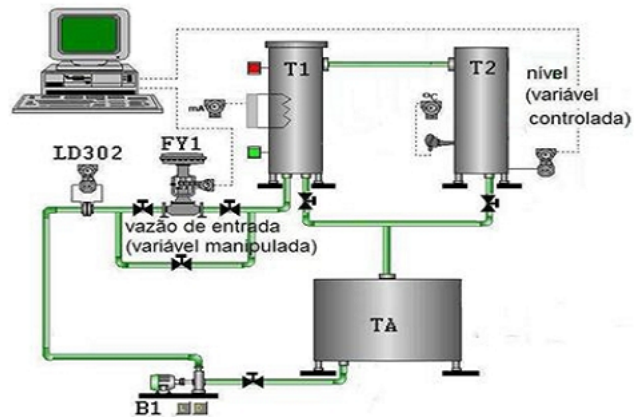 T1
T2
nível
(variável
controlada)
mA
°C
LD302
FY1
vazão de entrada
(variável manipulada)
TA
B1